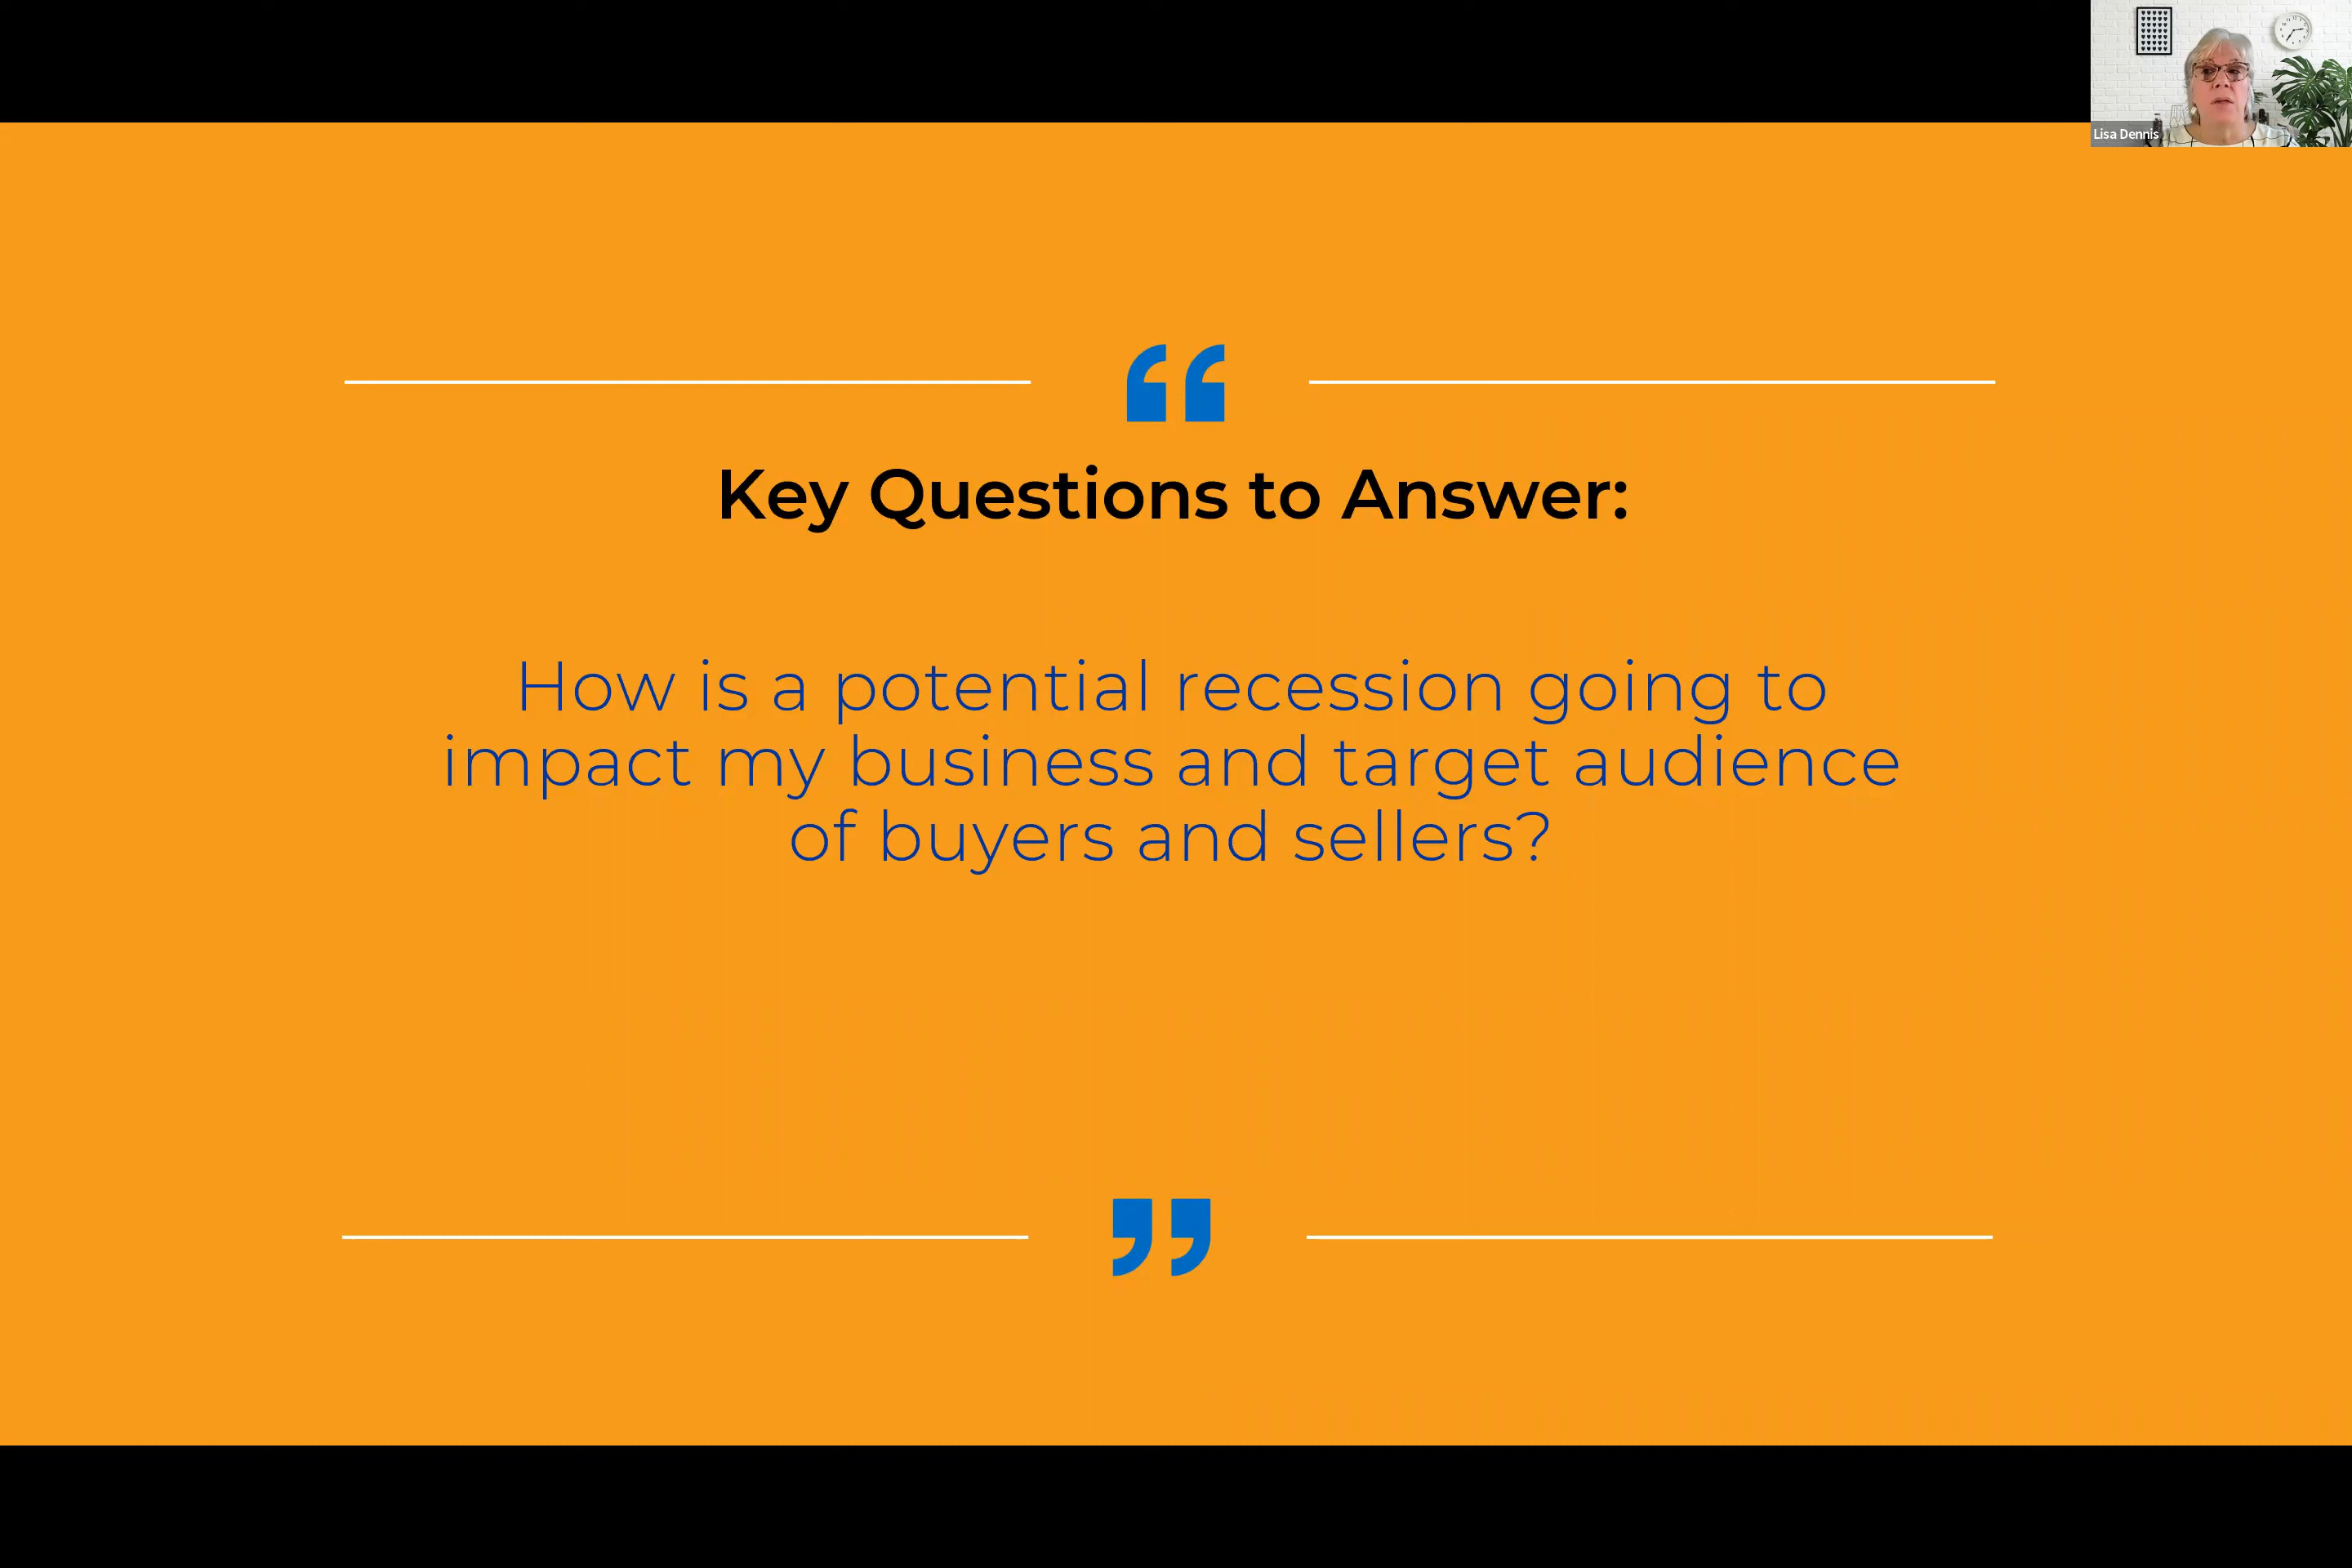 Lisa Dennis
“
Key Questions to Answer:
How is a potential recession going to
impact my business and target audience
of buyers and sellers?
”